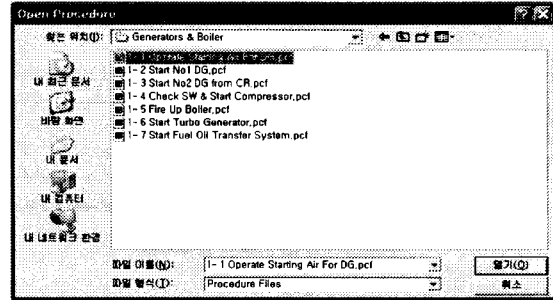 Open Procedure
찾는 위치(I): Generators & Boiler
1- 1 Operate Starting Air For DG.pcf
1- 2 Start No1 DG.pcf
1- 3 Start No2 DG from CR.pcf
1- 4 Check SW & Start Compressor.pcf
1- 5 Fire Up Boiler.pcf
1- 6 Start Turbo Generator.pcf
1- 7 Start Fuel Oil Transfer System.pcf
내 최근 문서
바탕 화면
내 문서
내 컴퓨터
내 네트워크 환경
파일 이름(N): 1- 1 Operate Starting Air For DG.pcf 열기(O)
파일 형식(T): Procedure Files 취소